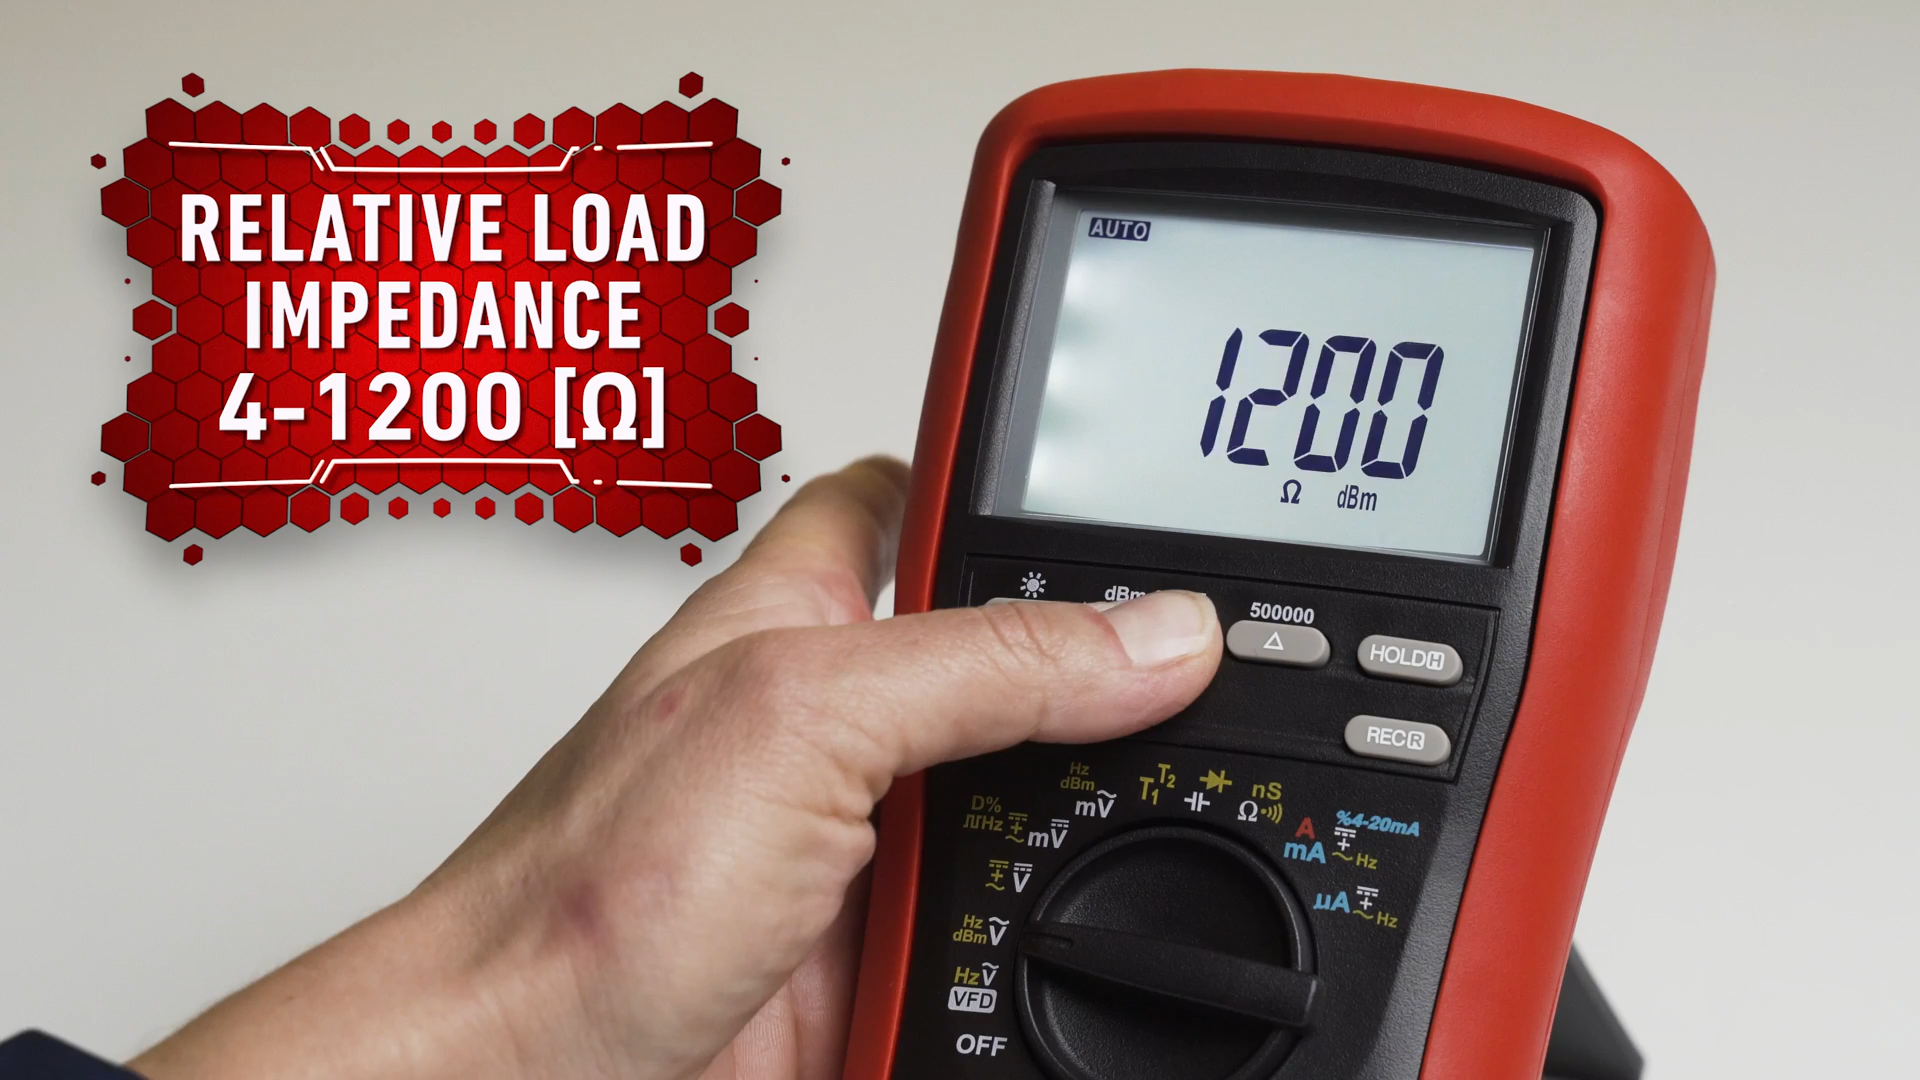 RELATIVE LOAD
IMPEDANCE
4-1200 [Ω]
AUTO
1200
Ω dBm
dBm
500000
Δ
HOLD H
REC R
Hz
dBm
mV
T1 T2
nS
Ω
D%
Hz
mV
A
mA
%4-20mA
Hz
V
µA
Hz
Hz
dBm V
Hz V
VFD
OFF